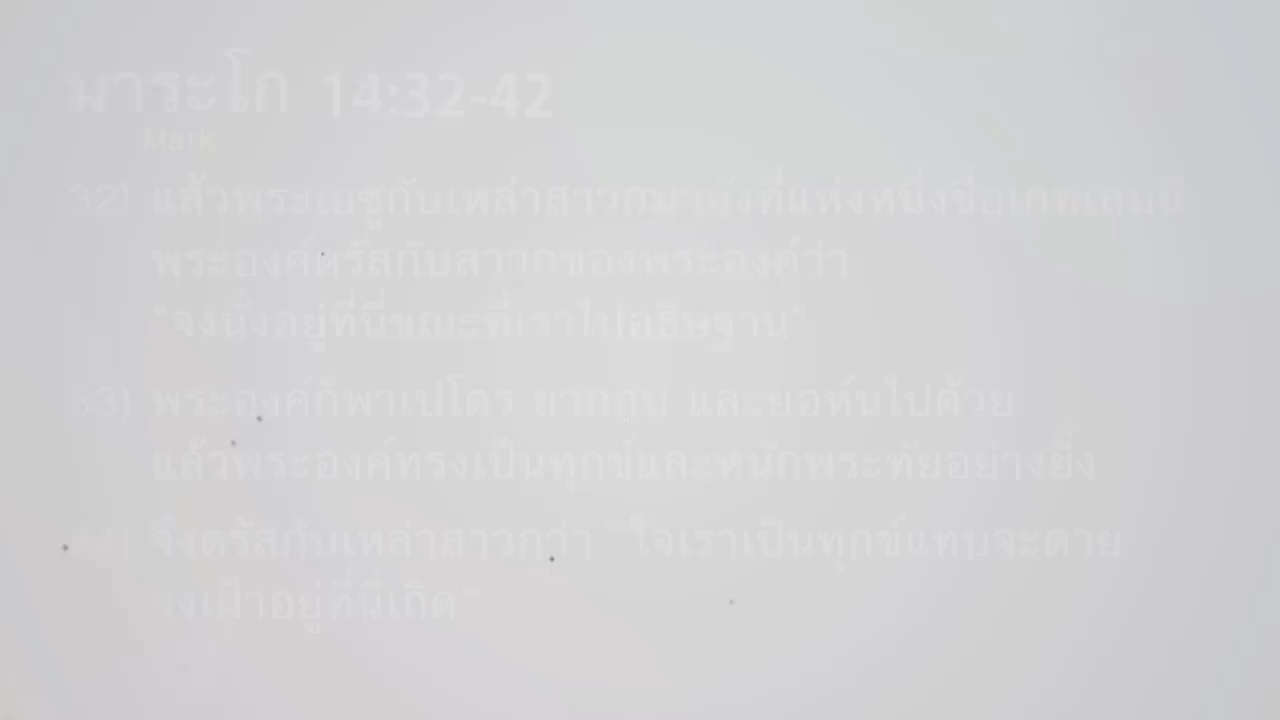 มาระโก 14:32-42
Mark
32) แล้วพระเยซูกับเหล่าสาวกมายังที่แห่งหนึ่งชื่อเกทเสมนี
พระองค์ตรัสกับสาวกของพระองค์ว่า
"จงนั่งอยู่ที่นี่ขณะที่เราไปอธิษฐาน"
33) พระองค์ก็พาเปโตร ยากอบ และ ยอห์นไปด้วย
แล้วพระองค์ทรงเป็นทุกข์และหนักพระทัยอย่างยิ่ง
จึงตรัสกับเหล่าสาวกว่า "ใจเราเป็นทุกข์แทบจะตาย
จงเฝ้าอยู่ที่นี่เถิด"